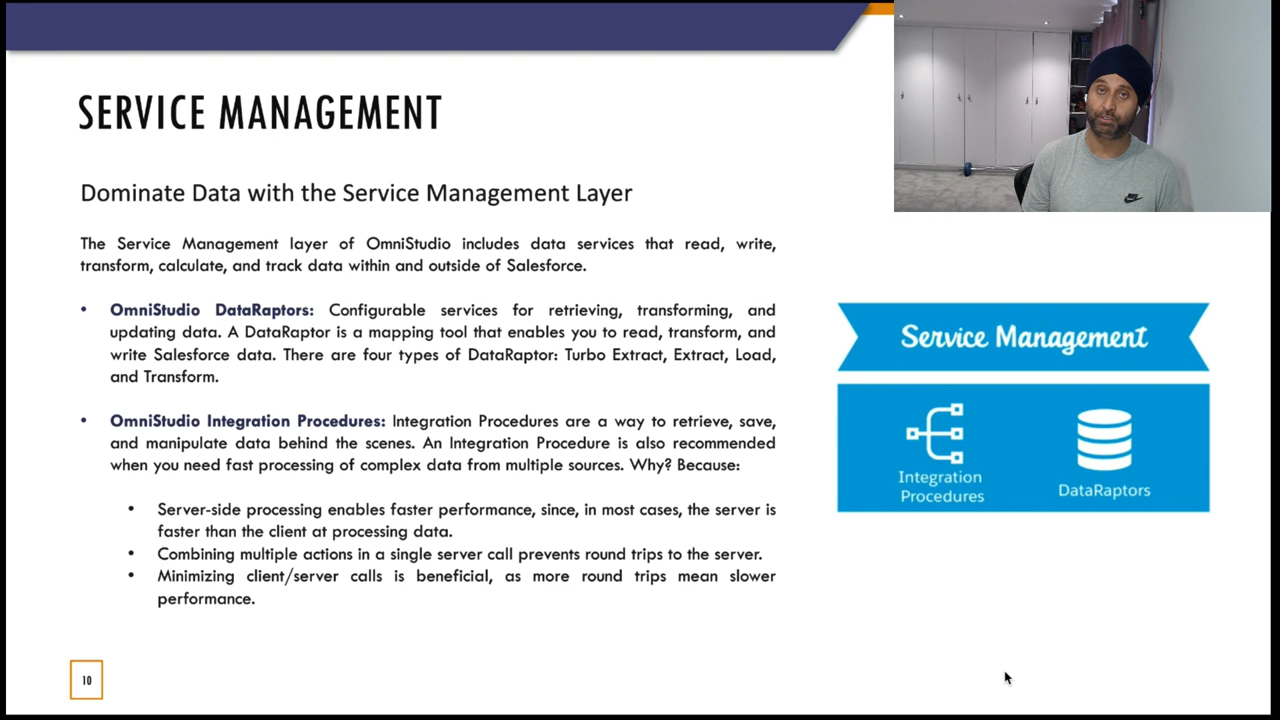 SERVICE MANAGEMENT
Dominate Data with the Service Management Layer
The Service Management layer of OmniStudio includes data services that read, write,
transform, calculate, and track data within and outside of Salesforce.
• OmniStudio DataRaptors: Configurable services for retrieving, transforming, and
updating data. A DataRaptor is a mapping tool that enables you to read, transform, and
write Salesforce data. There are four types of DataRaptor: Turbo Extract, Extract, Load,
and Transform.
• OmniStudio Integration Procedures: Integration Procedures are a way to retrieve, save,
and manipulate data behind the scenes. An Integration Procedure is also recommended
when you need fast processing of complex data from multiple sources. Why? Because:
• Server-side processing enables faster performance, since, in most cases, the server is
faster than the client at processing data.
• Combining multiple actions in a single server call prevents round trips to the server.
• Minimizing client/server calls is beneficial, as more round trips mean slower
performance.
Service Management
Integration
Procedures
DataRaptors
10